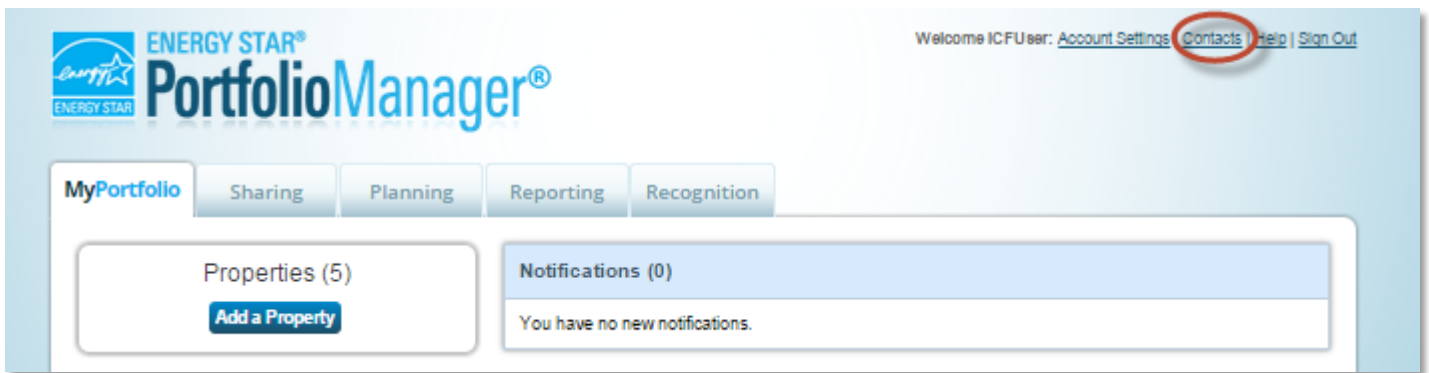 Welcome ICFUser: Account Settings | Contacts | Help | Sign Out
ENERGY STAR®
PortfolioManager®
energy
ENERGY STAR
MyPortfolio
Sharing
Planning
Reporting
Recognition
Properties (5)
Add a Property
Notifications (0)
You have no new notifications.